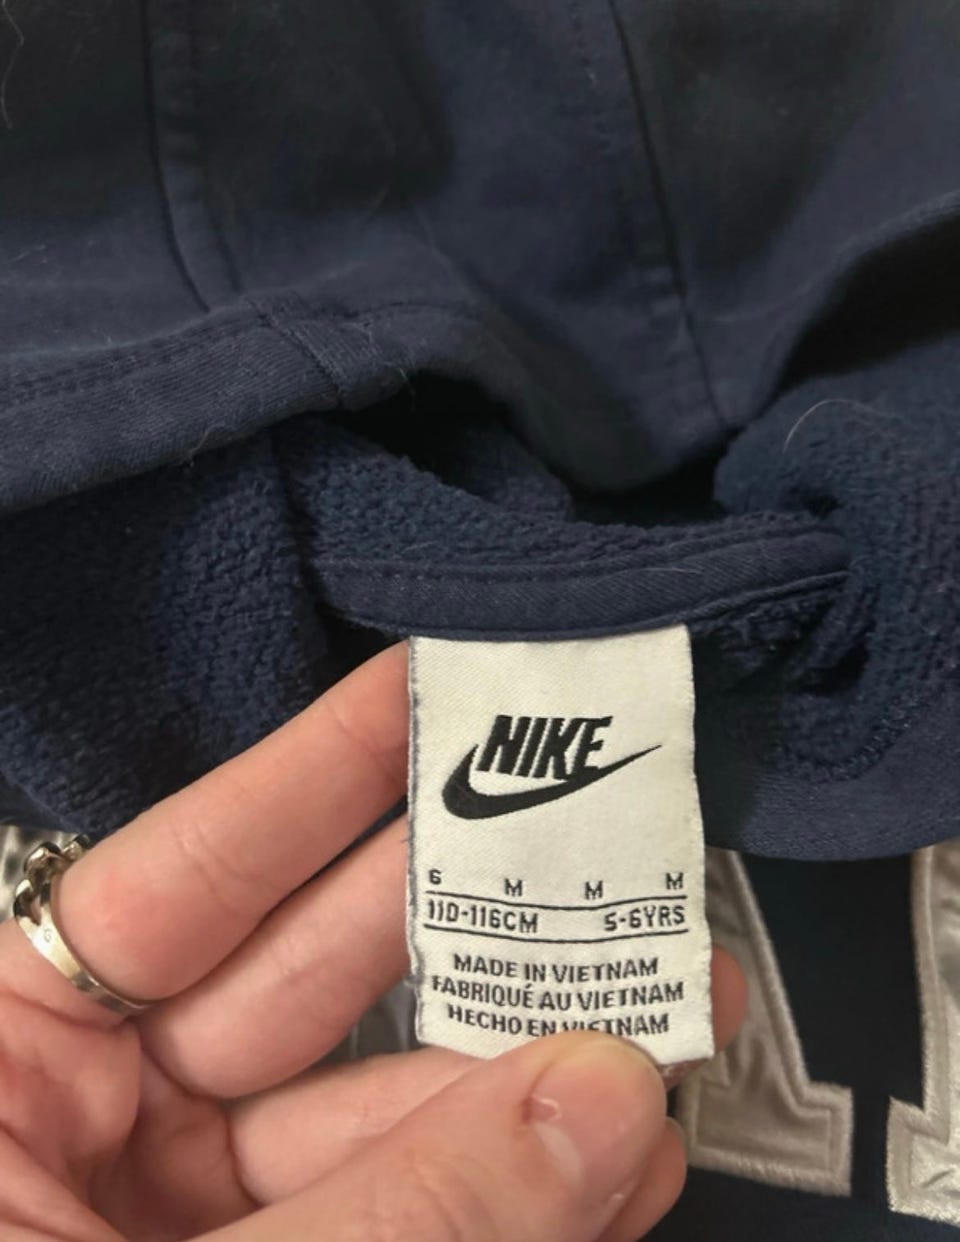 NIKE
6 M M M
110-116CM 5-6YRS
MADE IN VIETNAM
FABRIQUÉ AU VIETNAM
HECHO EN VIETNAM